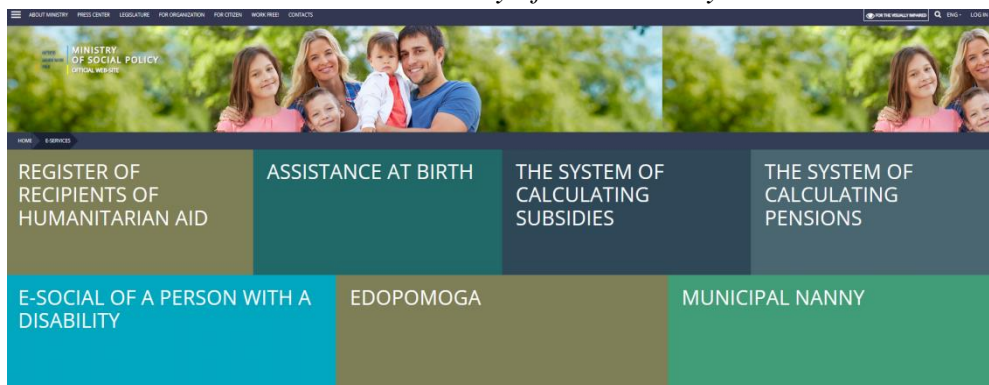 ABOUT MINISTRY PRESS CENTER LEGISLATURE FOR ORGANIZATION FOR CITIZEN WORK FREE! CONTACTS FOR THE VISUALLY IMPAIRED ENG LOG IN
MINISTRY
OF SOCIAL POLICY
OFFICIAL WEB-SITE
HOME E-SERVICES
REGISTER OF
RECIPIENTS OF
HUMANITARIAN AID
ASSISTANCE AT BIRTH
THE SYSTEM OF
CALCULATING
SUBSIDIES
THE SYSTEM OF
CALCULATING
PENSIONS
E-SOCIAL OF A PERSON WITH A
DISABILITY
EDOPOMOGA
MUNICIPAL NANNY